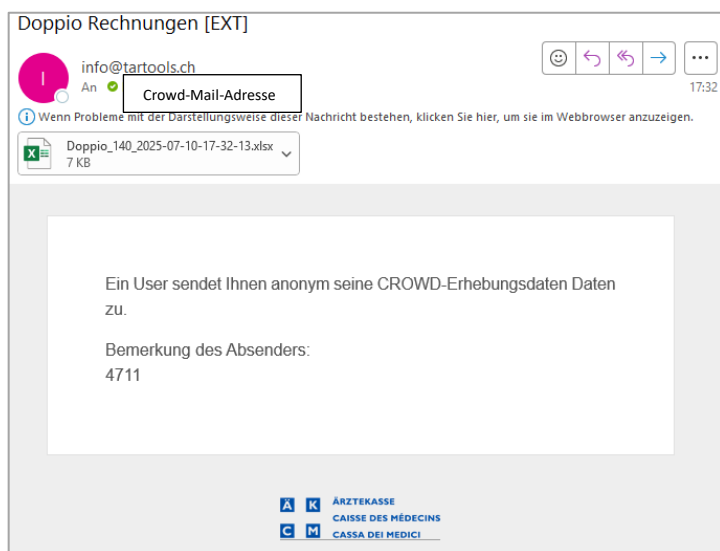 Doppio Rechnungen [EXT]
I
info@tartools.ch
An Crowd-Mail-Adresse
17:32
Wenn Probleme mit der Darstellungsweise dieser Nachricht bestehen, klicken Sie hier, um sie im Webbrowser anzuzeigen.
Doppio_140_2025-07-10-17-32-13.xlsx
7 KB
Ein User sendet Ihnen anonym seine CROWD-Erhebungsdaten Daten
zu.
Bemerkung des Absenders:
4711
Ä K ÄRZTEKASSE
CAISSE DES MÉDECINS
C M CASSA DEI MEDICI